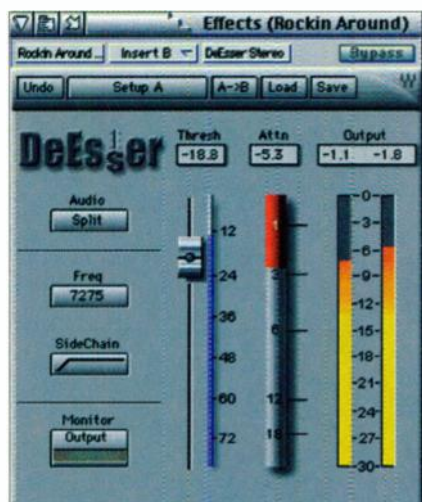 Effects (Rockin Around)
Rockin Around... Insert B DeEsser Stereo Bypass
Undo Setup A A->B Load Save W
DeEsser
Thresh Attn Output
-18.8 -5.3 -1.1 -1.8
Audio
Split
Freq
7275
SideChain
Monitor
Output
12
24
36
48
60
72
1
3
6
12
18
-0
-3-
-6-
-9-
-12-
-15-
-18-
-21-
-24-
-27-
-30-